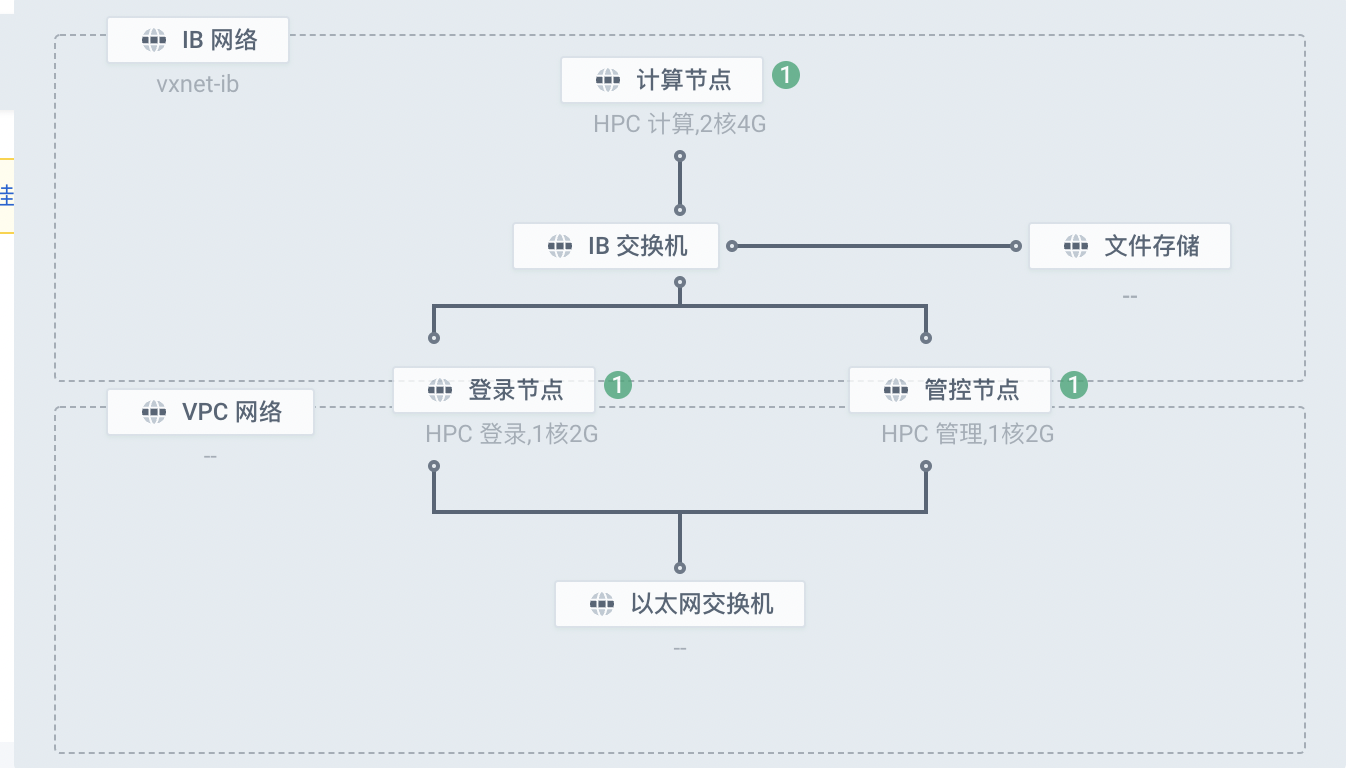 IB 网络
vxnet-ib
计算节点
1
HPC 计算,2核4G
IB 交换机
文件存储
--
登录节点
1
管控节点
1
VPC 网络
HPC 登录,1核2G
HPC 管理,1核2G
--
以太网交换机
--